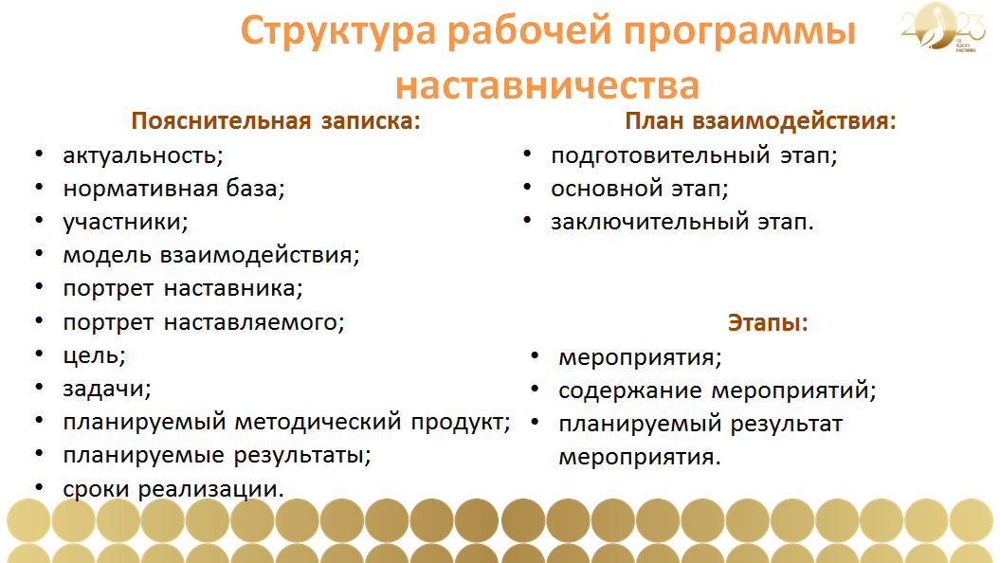 Структура рабочей программы
наставничества
2023
Пояснительная записка:
• актуальность;
• нормативная база;
• участники;
• модель взаимодействия;
• портрет наставника;
• портрет наставляемого;
• цель;
• задачи;
• планируемый методический продукт;
• планируемые результаты;
• сроки реализации.
План взаимодействия:
• подготовительный этап;
• основной этап;
• заключительный этап.
Этапы:
• мероприятия;
• содержание мероприятий;
• планируемый результат
мероприятия.